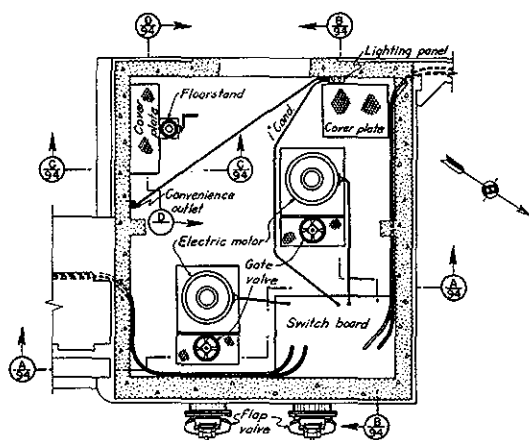 D
94
B
94
Lighting panel
Floorstand
Cover
plate
Cover plate
1" Cond.
C
94
C
94
Convenience
outlet
D
Electric motor
Gate
valve
A
94
Switch board
A
94
Flap
valve
B
94